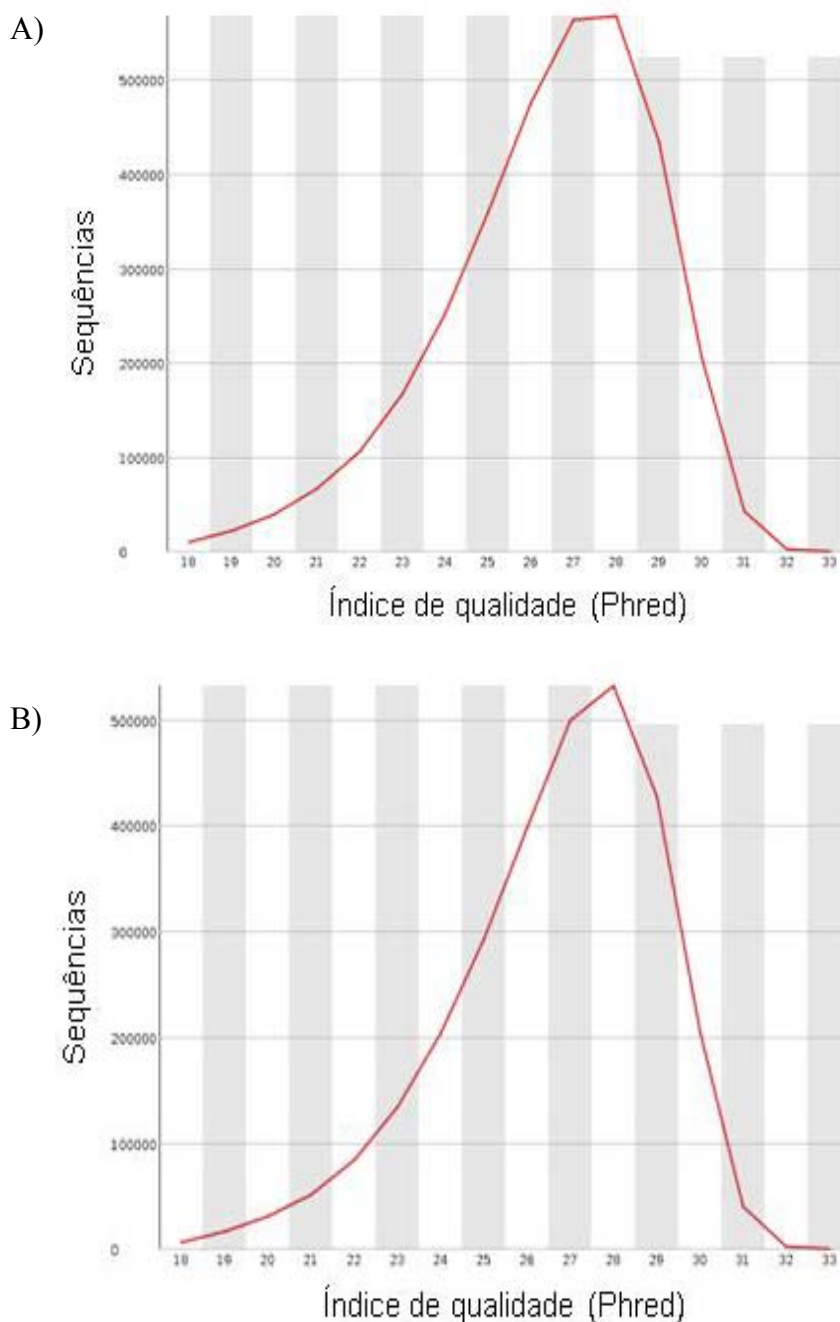 A)
500000
400000
300000
200000
100000
0
Sequências
18 19 20 21 22 23 24 25 26 27 28 29 30 31 32 33
Índice de qualidade (Phred)
B)
500000
400000
300000
200000
100000
0
Sequências
18 19 20 21 22 23 24 25 26 27 28 29 30 31 32 33
Índice de qualidade (Phred)